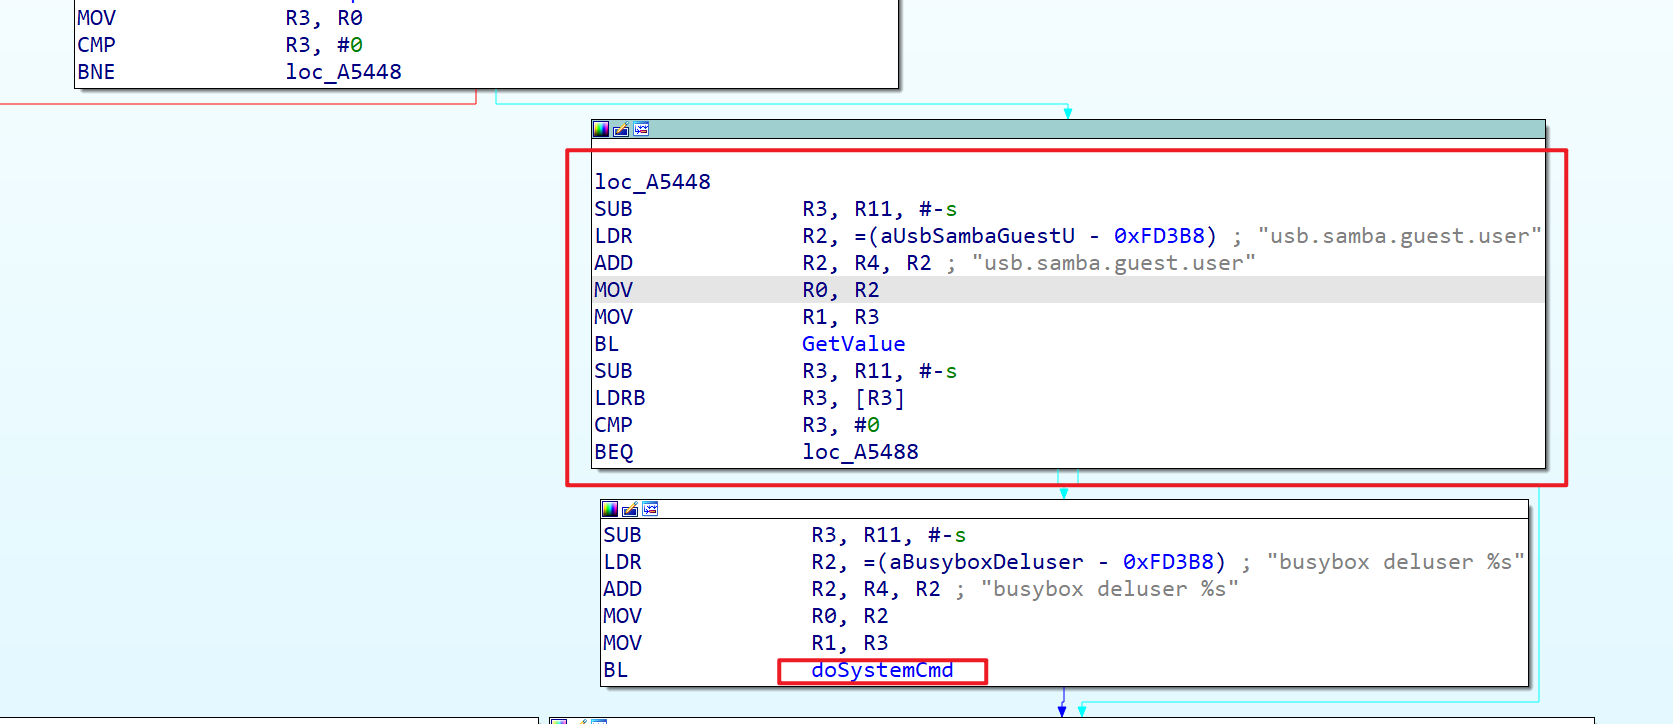 MOV R3, R0
CMP R3, #0
BNE loc_A5448
loc_A5448
SUB R3, R11, #-s
LDR R2, =(aUsbSambaGuestU - 0xFD3B8) ; "usb.samba.guest.user"
ADD R2, R4, R2 ; "usb.samba.guest.user"
MOV R0, R2
MOV R1, R3
BL GetValue
SUB R3, R11, #-s
LDRB R3, [R3]
CMP R3, #0
BEQ loc_A5488
SUB R3, R11, #-s
LDR R2, =(aBusyboxDeluser - 0xFD3B8) ; "busybox deluser %s"
ADD R2, R4, R2 ; "busybox deluser %s"
MOV R0, R2
MOV R1, R3
BL doSystemCmd